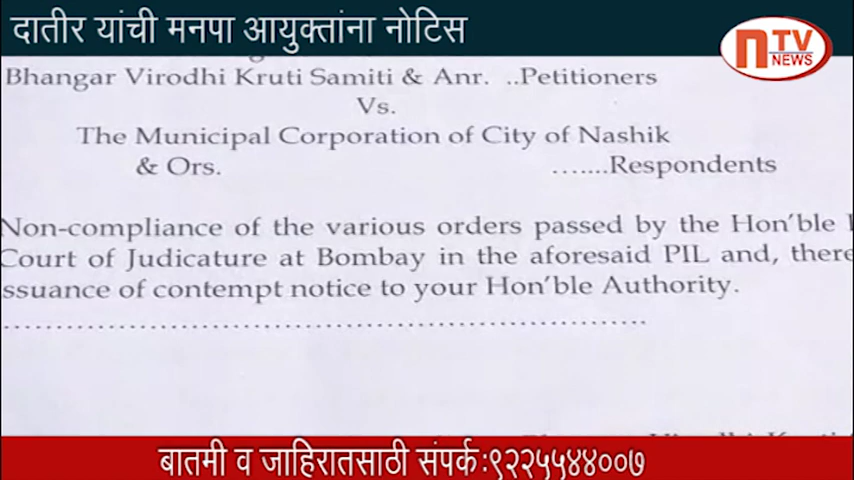 दातीर यांची मनपा आयुक्तांना नोटिस
nTV
NEWS
Bhangar Virodhi Kruti Samiti & Anr. ..Petitioners
Vs.
The Municipal Corporation of City of Nashik
& Ors. .......Respondents
Non-compliance of the various orders passed by the Hon'ble
Court of Judicature at Bombay in the aforesaid PIL and, there
ssuance of contempt notice to your Hon'ble Authority.
................................................................
बातमी व जाहिरातसाठी संपर्क:९२२५५४४००७